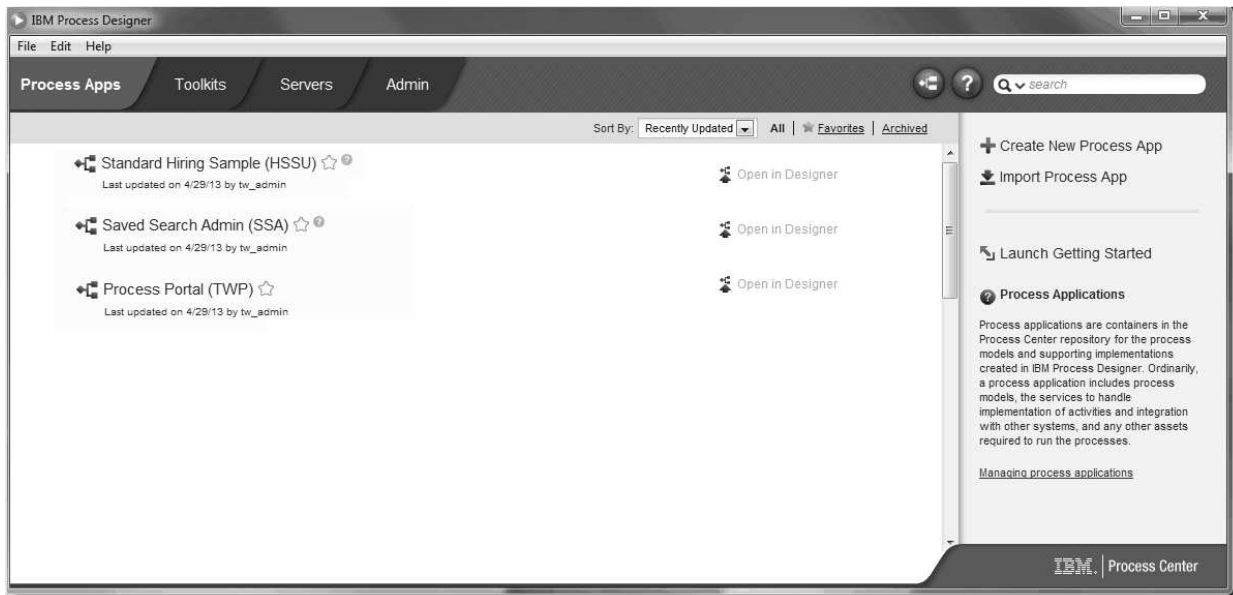 IBM Process Designer
File Edit Help
Process Apps Toolkits Servers Admin
? search
Sort By: Recently Updated All | Favorites | Archived
Standard Hiring Sample (HSSU) ?
Last updated on 4/29/13 by tw_admin
Open in Designer
Saved Search Admin (SSA) ?
Last updated on 4/29/13 by tw_admin
Open in Designer
Process Portal (TWP)
Last updated on 4/29/13 by tw_admin
Open in Designer
Create New Process App
Import Process App
Launch Getting Started
? Process Applications
Process applications are containers in the
Process Center repository for the process
models and supporting implementations
created in IBM Process Designer. Ordinarily,
a process application includes process
models, the services to handle
implementation of activities and integration
with other systems, and any other assets
required to run the processes.
Managing process applications
IBM. | Process Center